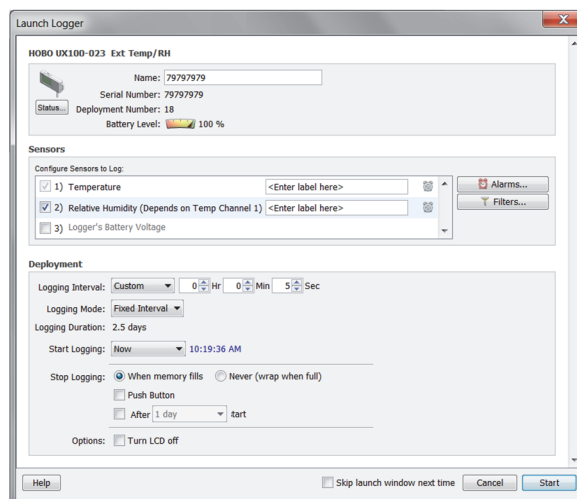 Launch Logger
HOBO UX100-023 Ext Temp/RH
Name: 79797979
Serial Number: 79797979
Status... Deployment Number: 18
Battery Level: 100 %
Sensors
Configure Sensors to Log:
1) Temperature <Enter label here> Alarms...
2) Relative Humidity (Depends on Temp Channel 1) <Enter label here> Filters...
3) Logger's Battery Voltage
Deployment
Logging Interval: Custom 0 Hr 0 Min 5 Sec
Logging Mode: Fixed Interval
Logging Duration: 2.5 days
Start Logging: Now 10:19:36 AM
Stop Logging: When memory fills Never (wrap when full)
Push Button
After 1 day start
Options: Turn LCD off
Help Skip launch window next time Cancel Start